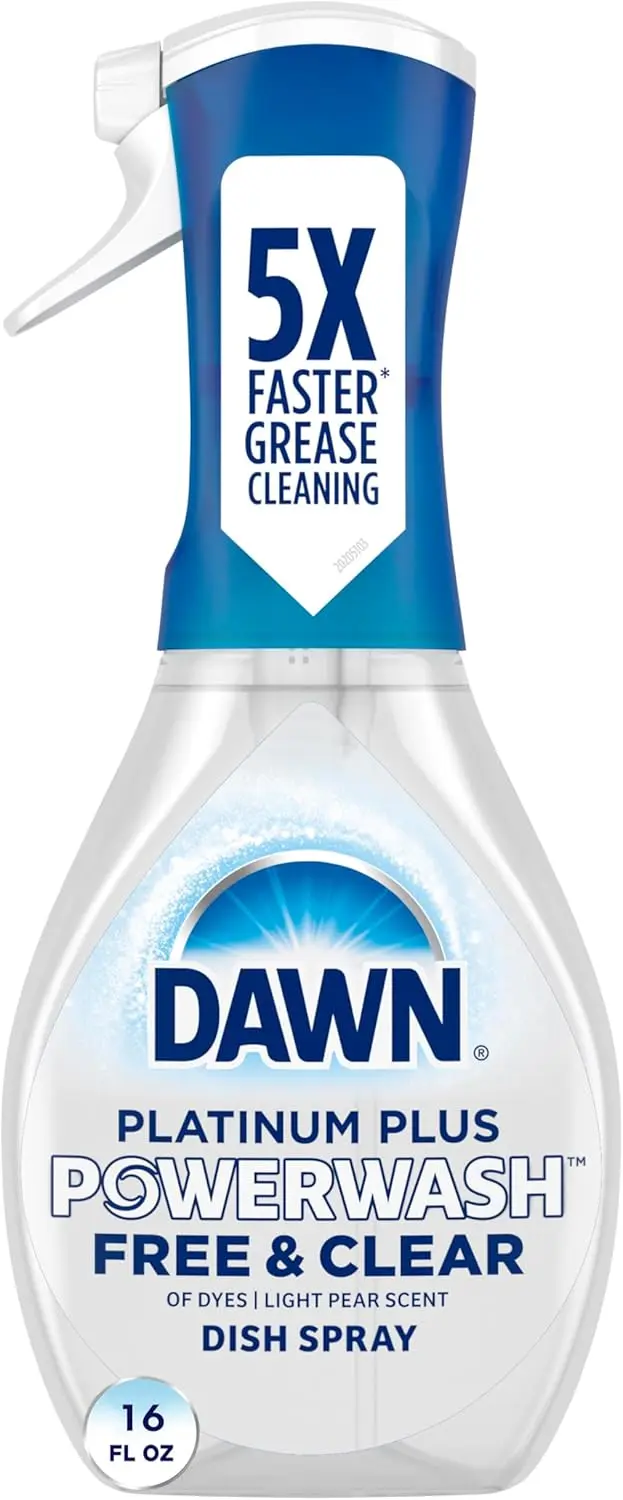 5X
FASTER*
GREASE
CLEANING
20205703
DAWN®
PLATINUM PLUS
POWERWASH™
FREE & CLEAR
OF DYES | LIGHT PEAR SCENT
DISH SPRAY
16
FL OZ